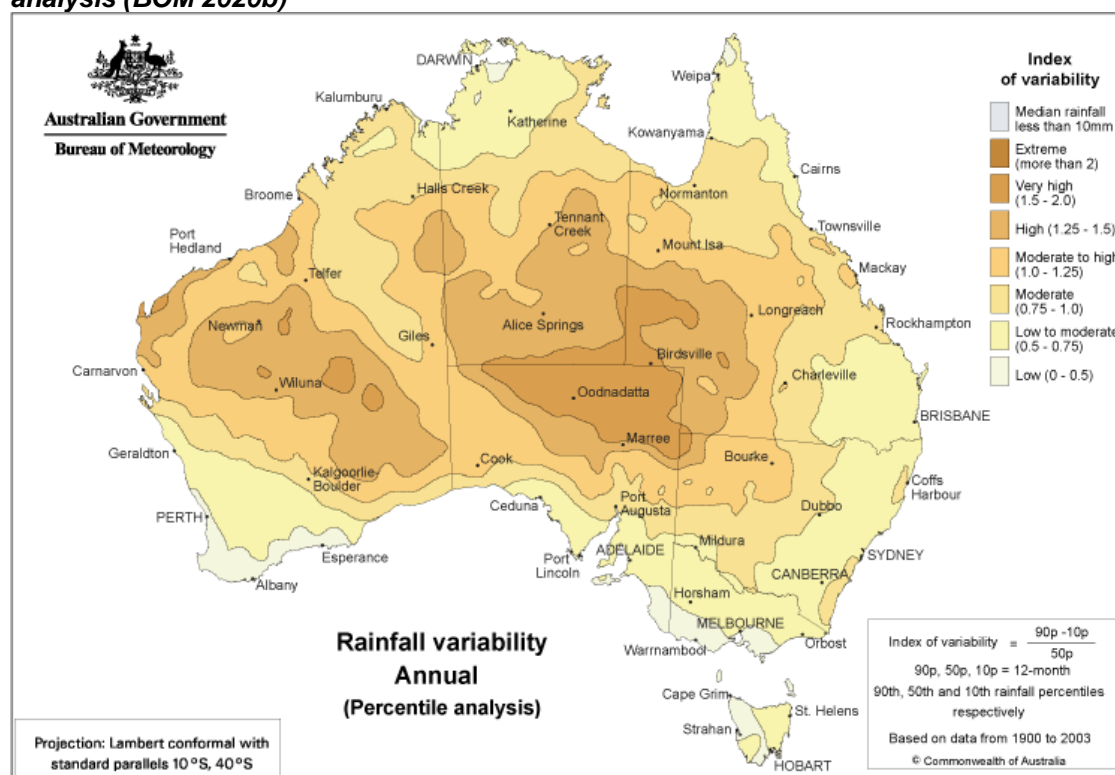 analysis (BOM 2020b)
Australian Government
Bureau of Meteorology
DARWIN
Weipa
Kalumburu
Katherine
Kowanyama
Cairns
Broome
Halls Creek
Normanton
Tennant
Creek
Townsville
Port
Hedland
Mount Isa
Mackay
Telfer
Newman
Alice Springs
Longreach
Rockhampton
Giles
Birdsville
Carnarvon
Wiluna
Oodnadatta
Charleville
BRISBANE
Geraldton
Marree
Cook
Bourke
Kalgoorlie-
Boulder
Coffs
Harbour
Ceduna
Port
Augusta
Dubbo
PERTH
Esperance
Albany
Port
Lincoln
ADELAIDE
Mildura
SYDNEY
CANBERRA
Horsham
MELBOURNE
Warrnambool
Orbost
Cape Grim
St. Helens
Strahan
HOBART
Index
of variability
Median rainfall
less than 10mm
Extreme
(more than 2)
Very high
(1.5 - 2.0)
High (1.25 - 1.5)
Moderate to high
(1.0 - 1.25)
Moderate
(0.75 - 1.0)
Low to moderate
(0.5 - 0.75)
Low (0 - 0.5)
Rainfall variability
Annual
(Percentile analysis)
Projection: Lambert conformal with
standard parallels 10°S, 40°S
Index of variability = 90p -10p
50p
90p, 50p, 10p = 12-month
90th, 50th and 10th rainfall percentiles
respectively
Based on data from 1900 to 2003
© Commonwealth of Australia